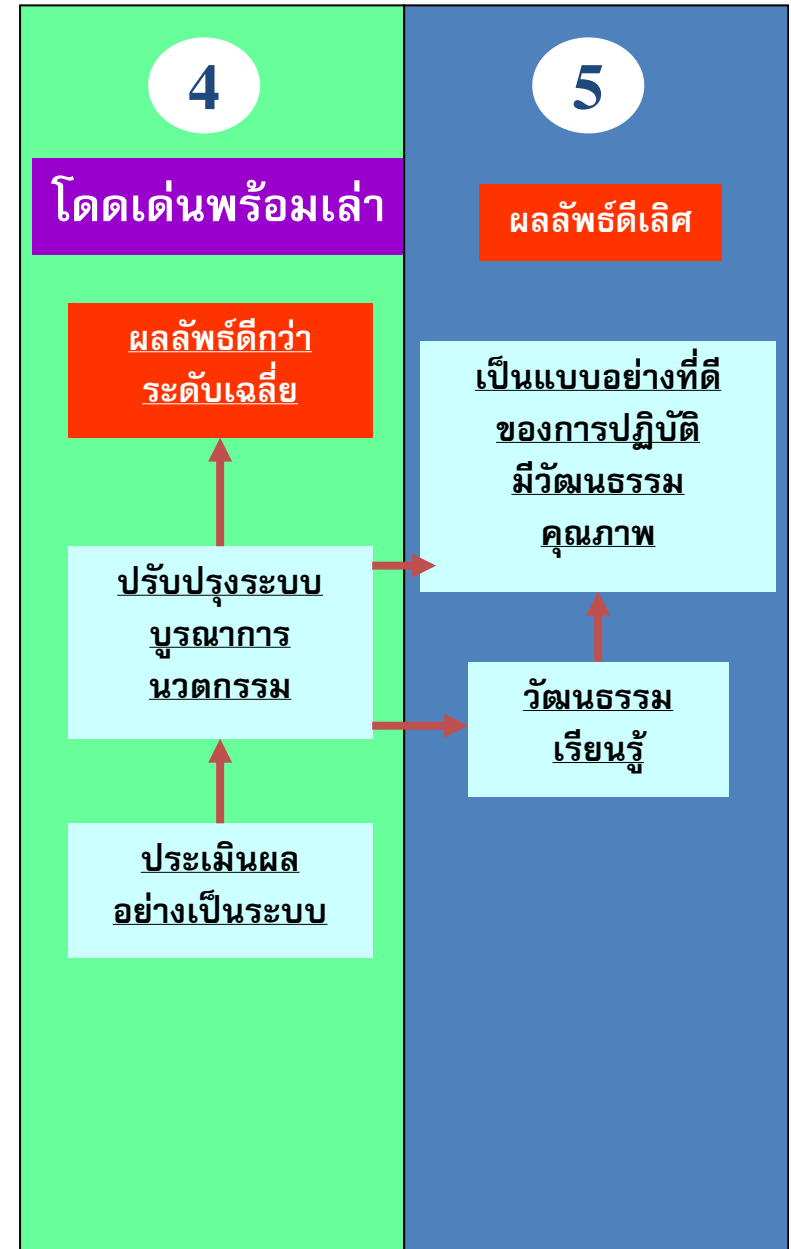 4
โดดเด่นพร้อมเล่า
ผลลัพธ์ดีกว่า
ระดับเฉลี่ย
ปรับปรุงระบบ
บูรณาการ
นวตกรรม
ประเมินผล
อย่างเป็นระบบ
5
ผลลัพธ์ดีเลิศ
เป็นแบบอย่างที่ดี
ของการปฏิบัติ
มีวัฒนธรรม
คุณภาพ
วัฒนธรรม
เรียนรู้